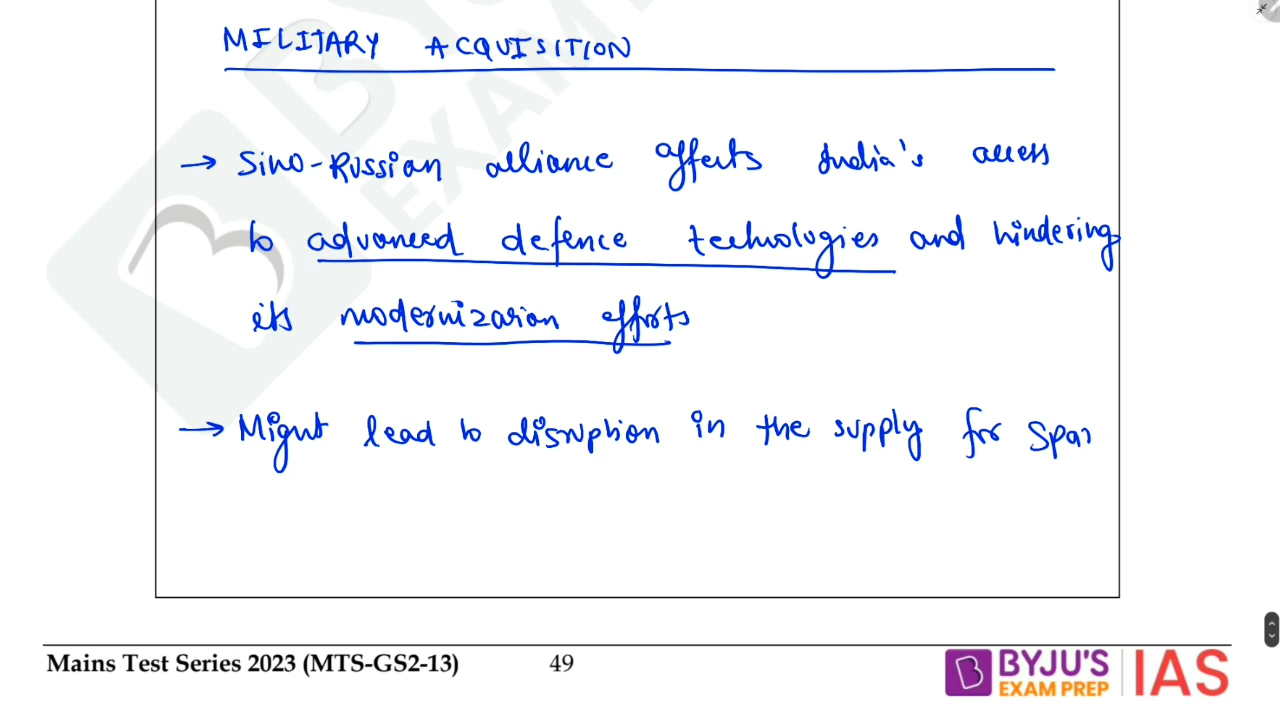 MILITARY ACQUISITION
→ Sino-Russian alliance affects India's access
to advanced defence technologies and hindering
its modernization efforts
→ Might lead to disruption in the supply for Spar
Mains Test Series 2023 (MTS-GS2-13) 49
B BYJU'S EXAM PREP | IAS